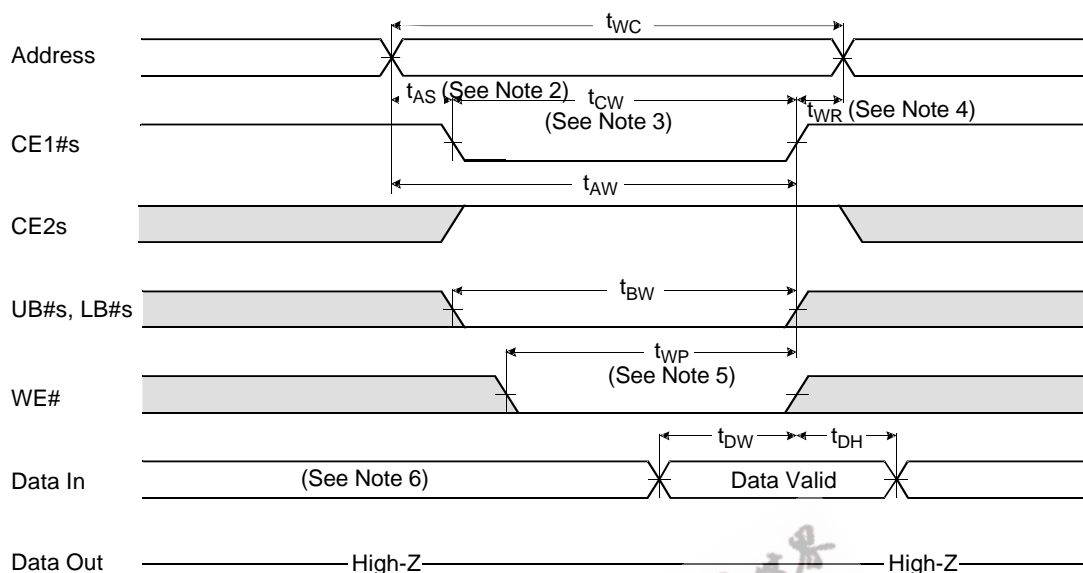 tWC
Address
tAS (See Note 2)
tCW
(See Note 3)
tWR (See Note 4)
CE1#s
tAW
CE2s
tBW
UB#s, LB#s
tWP
(See Note 5)
WE#
tDW
tDH
Data In
(See Note 6)
Data Valid
Data Out
High-Z
High-Z